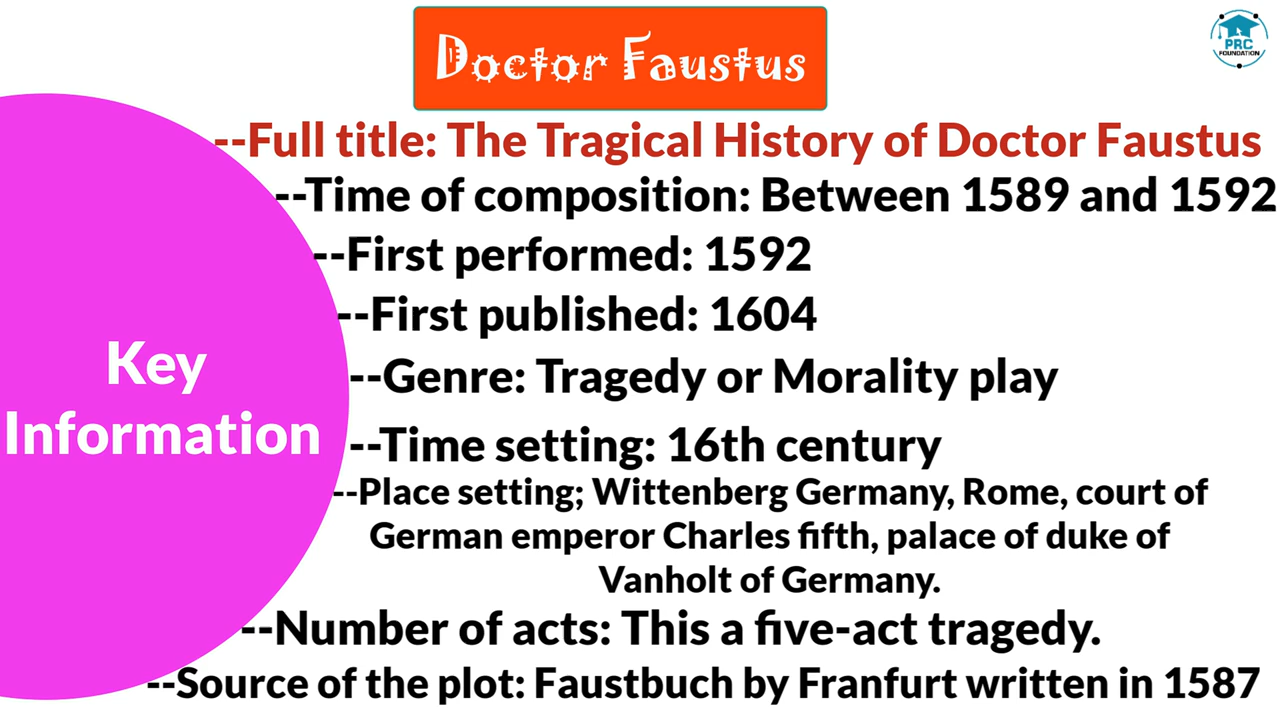 Doctor Faustus
PRC
FOUNDATION
--Full title: The Tragical History of Doctor Faustus
--Time of composition: Between 1589 and 1592
--First performed: 1592
--First published: 1604
Key
Information
--Genre: Tragedy or Morality play
--Time setting: 16th century
--Place setting; Wittenberg Germany, Rome, court of
German emperor Charles fifth, palace of duke of
Vanholt of Germany.
--Number of acts: This a five-act tragedy.
--Source of the plot: Faustbuch by Franfurt written in 1587